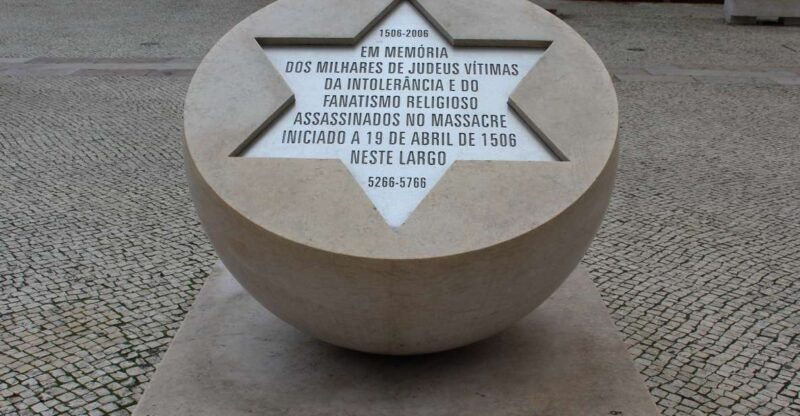 1506-2006
EM MEMÓRIA
DOS MILHARES DE JUDEUS VÍTIMAS
DA INTOLERÂNCIA E DO
FANATISMO RELIGIOSO
ASSASSINADOS NO MASSACRE
INICIADO A 19 DE ABRIL DE 1506
NESTE LARGO
5266-5766